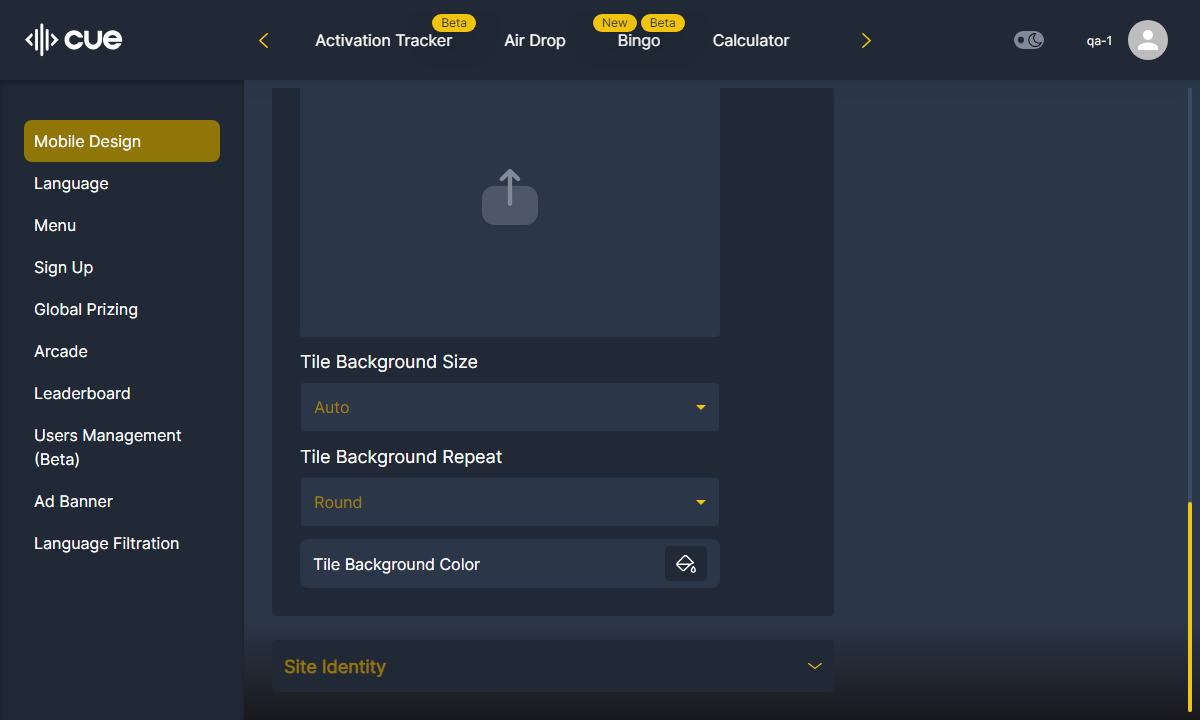 cue
Beta
New
Beta
Activation Tracker
Air Drop
Bingo
Calculator
qa-1
Mobile Design
Language
Menu
Sign Up
Global Prizing
Arcade
Leaderboard
Users Management
(Beta)
Ad Banner
Language Filtration
Tile Background Size
Auto
Tile Background Repeat
Round
Tile Background Color
Site Identity